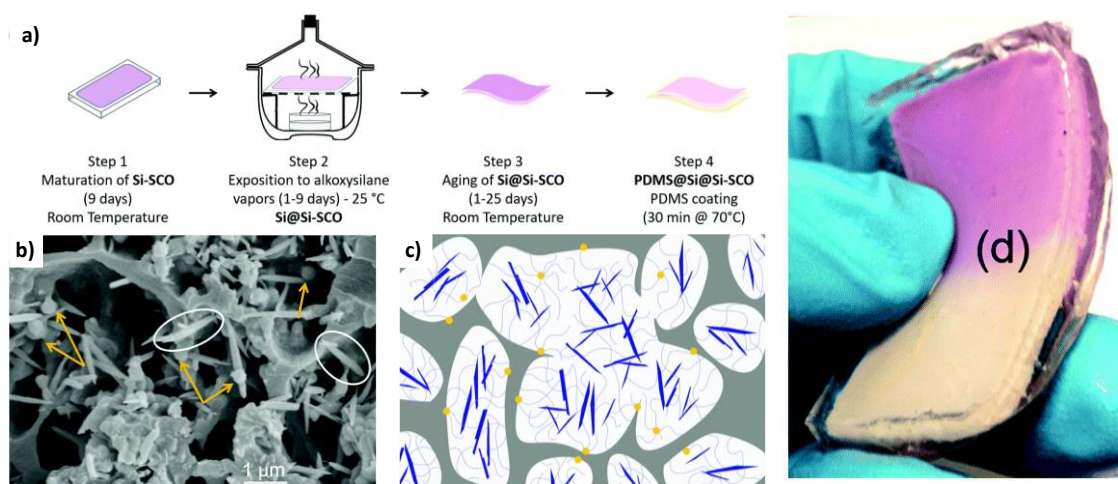 a)
Step 1
Maturation of Si-SCO
(9 days)
Room Temperature
Step 2
Exposition to alkoxysilane
vapors (1-9 days) - 25 °C
Si@Si-SCO
Step 3
Aging of Si@Si-SCO
(1-25 days)
Room Temperature
Step 4
PDMS@Si@Si-SCO
PDMS coating
(30 min @ 70°C)
b)
1 μm
c)
(d)